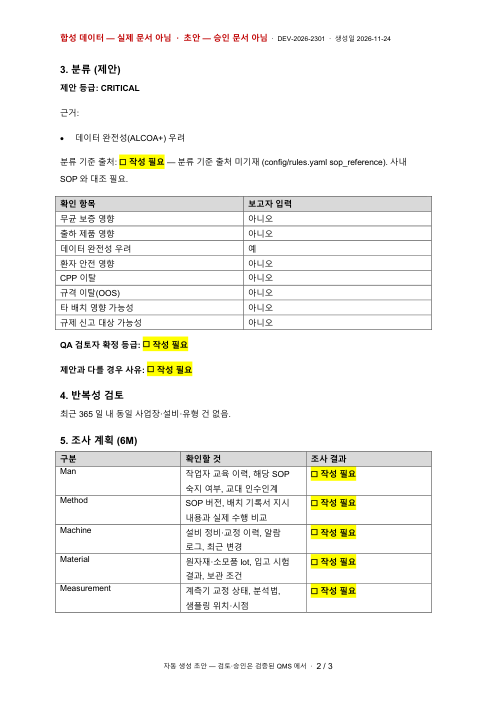 합성 데이터 — 실제 문서 아님 · 초안 — 승인 문서 아님 · DEV-2026-2301 · 생성일 2026-11-24
3. 분류 (제안)
제안 등급: CRITICAL
근거:
• 데이터 완전성(ALCOA+) 우려
분류 기준 출처: ☐ 작성 필요 — 분류 기준 출처 미기재 (config/rules.yaml sop_reference). 사내
SOP 와 대조 필요.
확인 항목 보고자 입력
무균 보증 영향 아니오
출하 제품 영향 아니오
데이터 완전성 우려 예
환자 안전 영향 아니오
CPP 이탈 아니오
규격 이탈(OOS) 아니오
타 배치 영향 가능성 아니오
규제 신고 대상 가능성 아니오
QA 검토자 확정 등급: ☐ 작성 필요
제안과 다를 경우 사유: ☐ 작성 필요
4. 반복성 검토
최근 365 일 내 동일 사업장·설비·유형 건 없음.
5. 조사 계획 (6M)
구분 확인할 것 조사 결과
Man 작업자 교육 이력, 해당 SOP ☐ 작성 필요
숙지 여부, 교대 인수인계
Method SOP 버전, 배치 기록서 지시 ☐ 작성 필요
내용과 실제 수행 비교
Machine 설비 정비·교정 이력, 알람 ☐ 작성 필요
로그, 최근 변경
Material 원자재·소모품 lot, 입고 시험 ☐ 작성 필요
결과, 보관 조건
Measurement 계측기 교정 상태, 분석법, ☐ 작성 필요
샘플링 위치·시점
자동 생성 초안 — 검토·승인은 검증된 QMS 에서 · 2 / 3